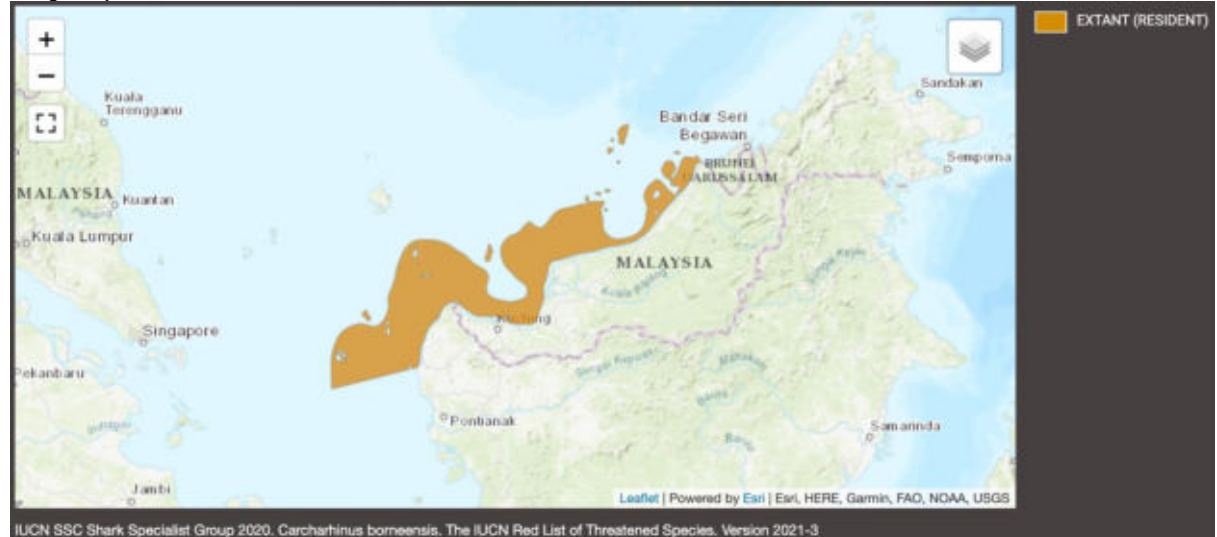 +
EXTANT (RESIDENT)
−
Kuala
Terengganu
Sandakan
Bandar Seri
Begawan
BRUNEI
DARUSSALAM
Semporna
MALAYSIA
Kuantan
Kuala Lumpur
MALAYSIA
Singapore
Pekanbaru
Pontianak
Samarinda
Jambi
Leaflet | Powered by Esri | Esri, HERE, Garmin, FAO, NOAA, USGS
IUCN SSC Shark Specialist Group 2020. Carcharhinus borneensis. The IUCN Red List of Threatened Species. Version 2021-3